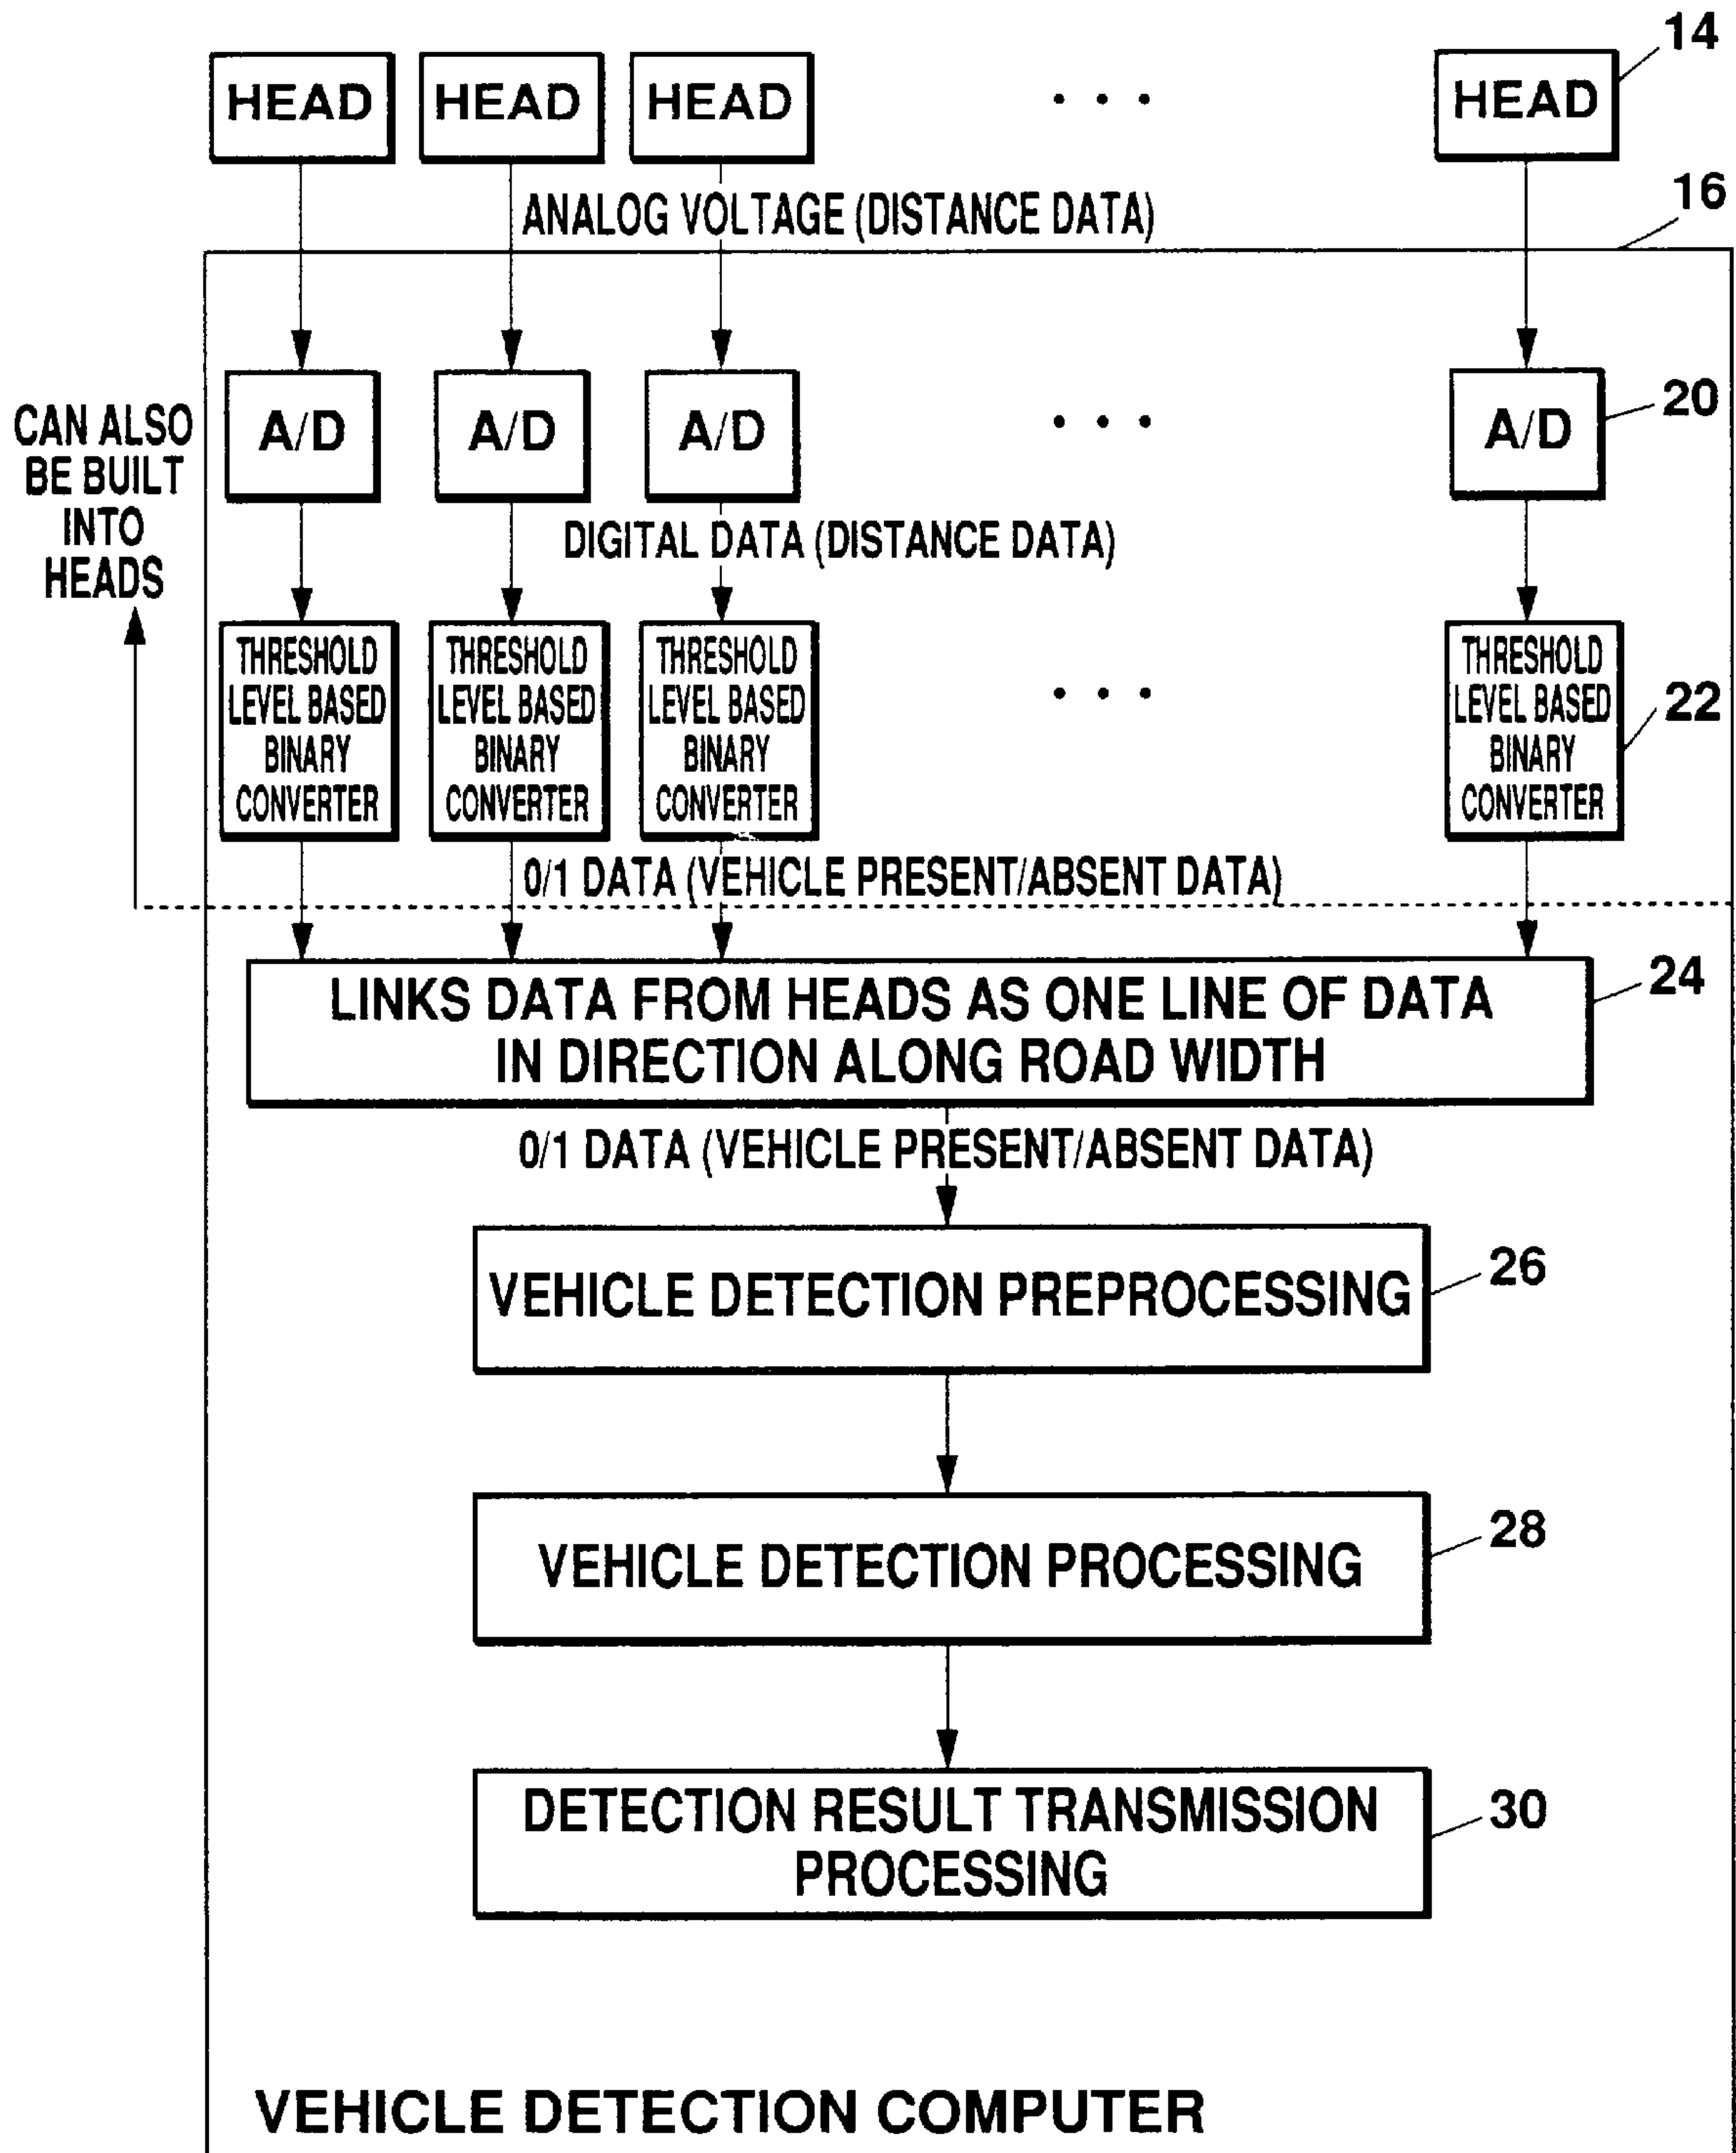 14
HEAD HEAD HEAD . . . HEAD
16
ANALOG VOLTAGE (DISTANCE DATA)
CAN ALSO
BE BUILT
INTO
HEADS
A/D A/D A/D . . . A/D
20
DIGITAL DATA (DISTANCE DATA)
THRESHOLD
LEVEL BASED
BINARY
CONVERTER
THRESHOLD
LEVEL BASED
BINARY
CONVERTER
THRESHOLD
LEVEL BASED
BINARY
CONVERTER
. . .
THRESHOLD
LEVEL BASED
BINARY
CONVERTER
22
0/1 DATA (VEHICLE PRESENT/ABSENT DATA)
LINKS DATA FROM HEADS AS ONE LINE OF DATA
IN DIRECTION ALONG ROAD WIDTH
24
0/1 DATA (VEHICLE PRESENT/ABSENT DATA)
VEHICLE DETECTION PREPROCESSING
26
VEHICLE DETECTION PROCESSING
28
DETECTION RESULT TRANSMISSION
PROCESSING
30
VEHICLE DETECTION COMPUTER